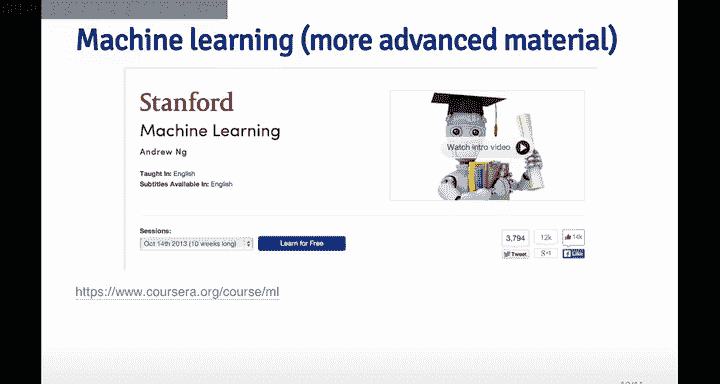 Machine learning (more advanced material)
Stanford
Machine Learning
Andrew Ng
Watch intro video
Taught In: English
Subtitles Available In: English
Sessions:
Oct 14th 2013 (10 weeks long)
Learn for Free
3,794
12k
14k
Tweet
+1
Like
https://www.coursera.org/course/ml